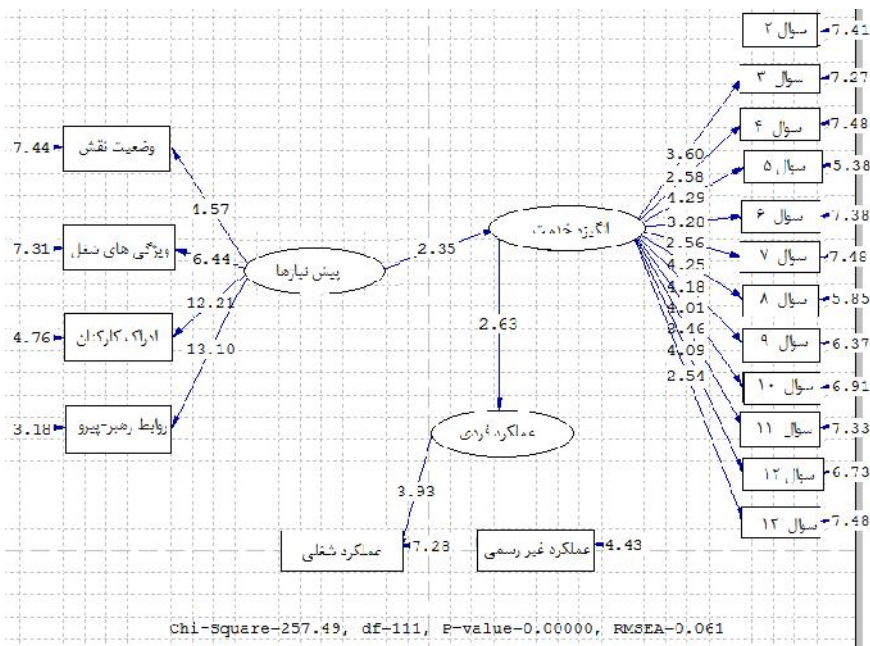 سوال ۲
7.41
سوال ۳
7.27
سوال ۴
7.48
سوال ۵
5.38
سوال ۶
7.38
سوال ۷
7.48
سوال ۸
5.85
سوال ۹
6.37
سوال ۱۰
6.91
سوال ۱۱
7.33
سوال ۱۲
6.73
سوال
7.48
3.60
2.58
4.29
3.20
2.56
4.25
4.18
4.01
4.09
2.54
انگیزه خدمت
2.35
2.63
پیش نیازها
وضعیت نقش
7.44
1.57
ویژگی های شغل
7.31
6.44
ادراک کارکنان
4.76
12.21
روابط رهبر-پیرو
3.18
13.10
عملکرد فردی
3.93
عملکرد شغلی
7.28
عملکرد غیر رسمی
4.43
Chi-Square=257.49, df=111, P-value=0.00000, RMSEA=0.061